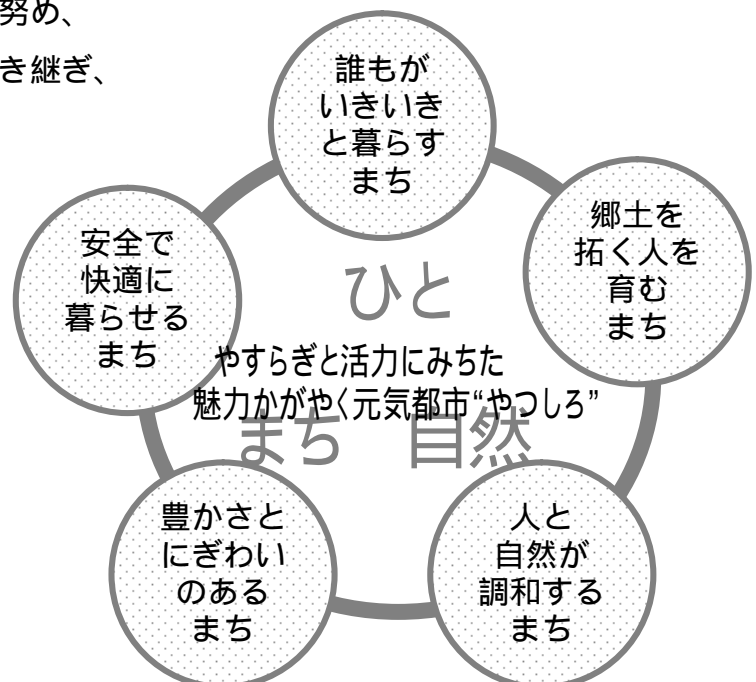 努め、
き継ぎ、
誰もが
いきいき
と暮らす
まち
郷土を
拓く人を
育む
まち
安全で
快適に
暮らせる
まち
ひと
やすらぎと活力にみちた
魅力かがやく元気都市“やつしろ”
まち 自然
豊かさと
にぎわい
のある
まち
人と
自然が
調和する
まち